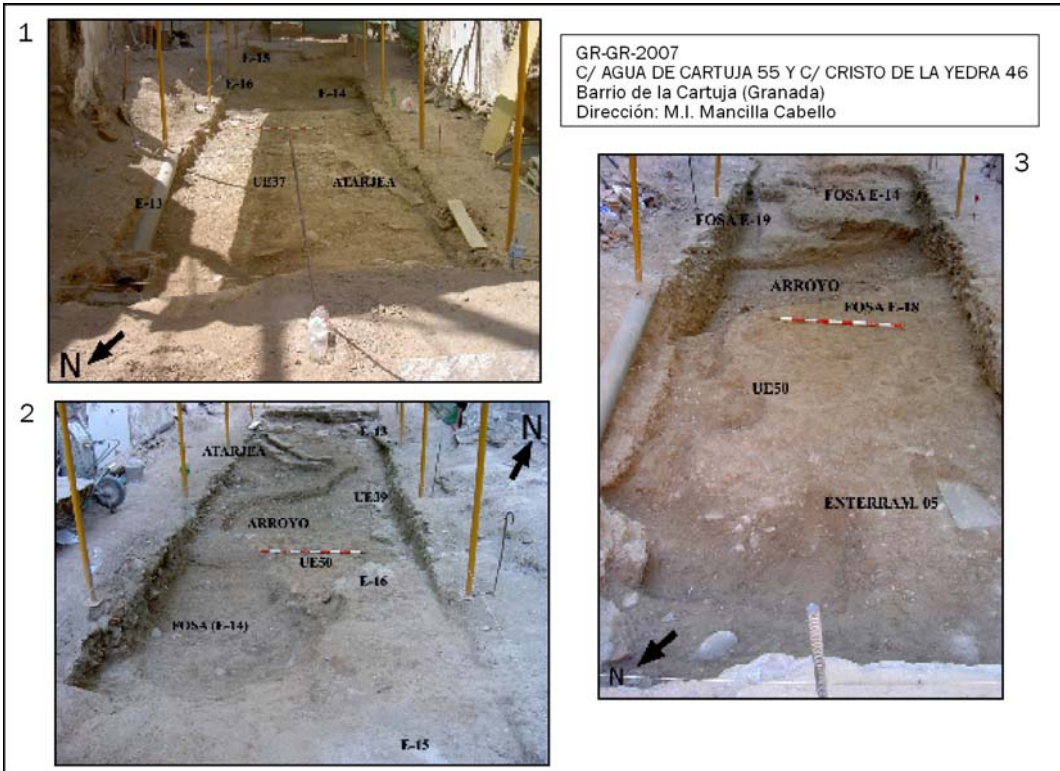 1
E-15
E-16
E-14
UE37
ATARJEA
E-13
N
GR-GR-2007
C/ AGUA DE CARTUJA 55 Y C/ CRISTO DE LA YEDRA 46
Barrio de la Cartuja (Granada)
Dirección: M.I. Mancilla Cabello
2
E-13
N
ATARJEA
UE39
ARROYO
UE50
E-16
FOSA (E-14)
E-15
3
FOSA E-14
FOSA E-19
ARROYO
FOSA E-18
UE50
ENTERRAM. 05
N